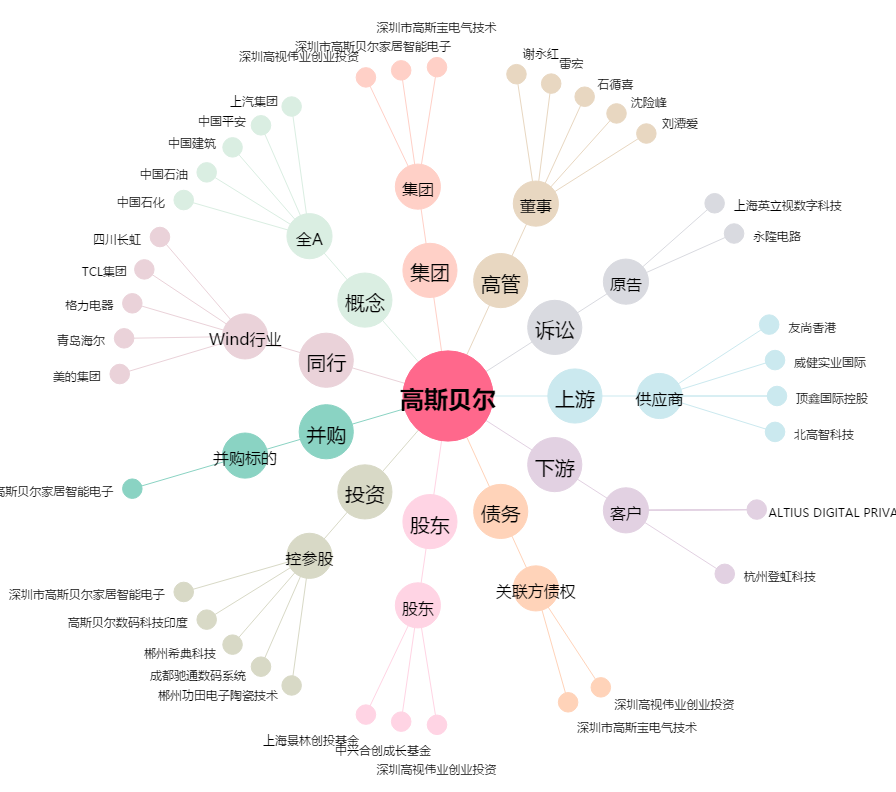 深圳市高斯宝电气技术
深圳市高斯贝尔家居智能电子
深圳高视伟业创业投资
谢永红
雷宏
石循喜
沈险峰
刘潭爱
上汽集团
中国平安
中国建筑
中国石油
中国石化
集团
董事
全A
上海英立视数字科技
永隆电路
四川长虹
TCL集团
格力电器
青岛海尔
美的集团
集团
高管
原告
概念
诉讼
Wind行业
同行
友尚香港
威健实业国际
顶鑫国际控股
北高智科技
高斯贝尔
上游
供应商
并购
并购标的
高斯贝尔家居智能电子
下游
客户
ALTIUS DIGITAL PRIVA
杭州登虹科技
投资
股东
债务
控参股
关联方债权
股东
深圳市高斯贝尔家居智能电子
高斯贝尔数码科技印度
郴州希典科技
成都驰通数码系统
郴州功田电子陶瓷技术
深圳高视伟业创业投资
深圳市高斯宝电气技术
上海景林创投基金
中兴合创成长基金
深圳高视伟业创业投资